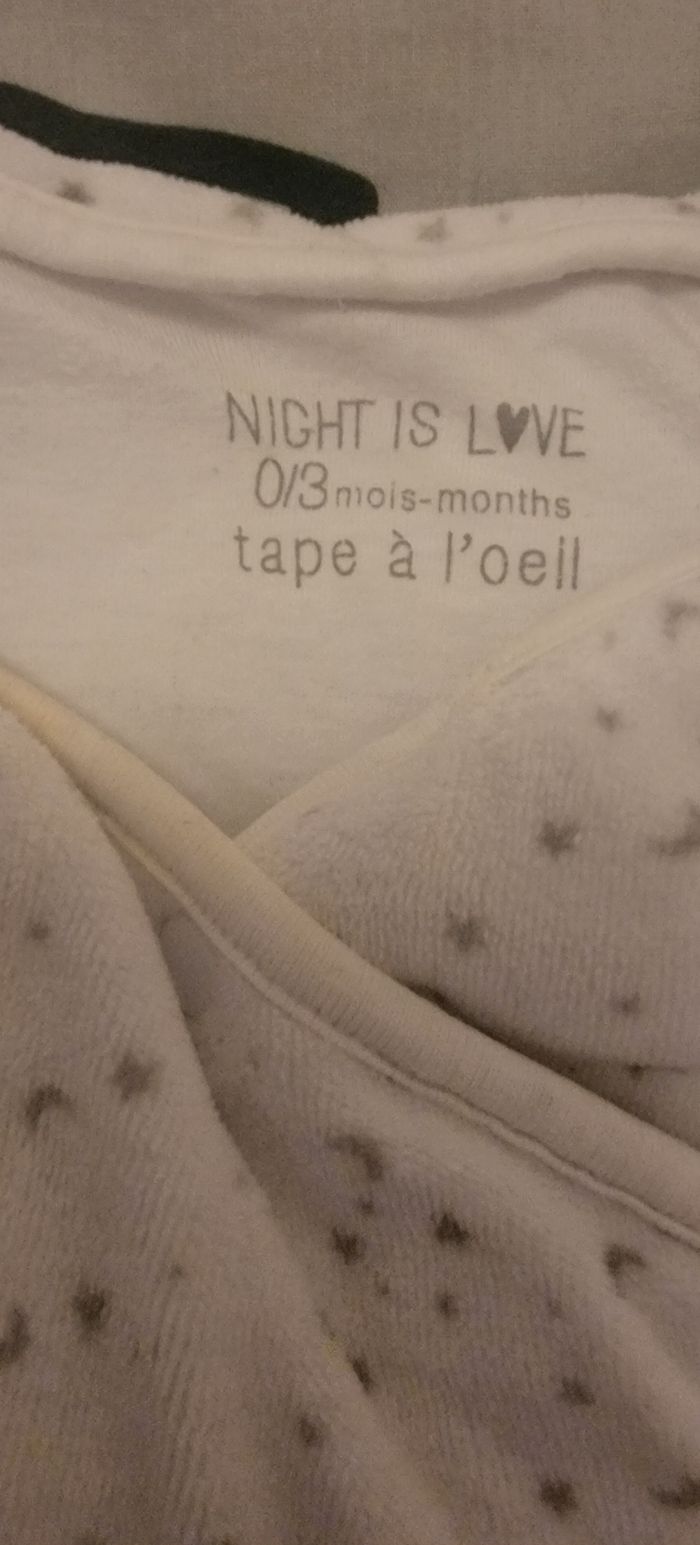 NIGHT IS L♥VE
0/3mois-months
tape à l'oeil